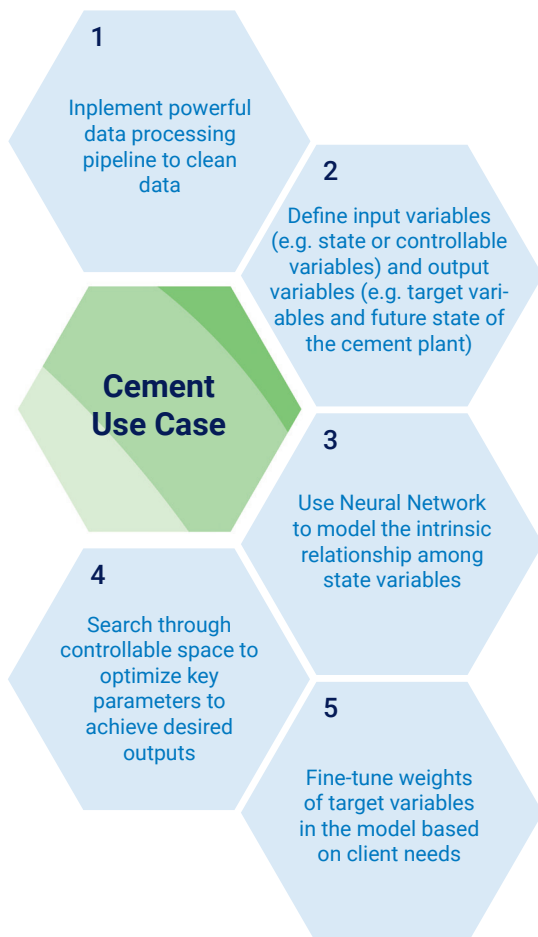 1
Inplement powerful
data processing
pipeline to clean
data
2
Define input variables
(e.g. state or controllable
variables) and output
variables (e.g. target vari-
ables and future state of
the cement plant)
Cement
Use Case
3
Use Neural Network
to model the intrinsic
relationship among
state variables
4
Search through
controllable space to
optimize key
parameters to
achieve desired
outputs
5
Fine-tune weights
of target variables
in the model based
on client needs